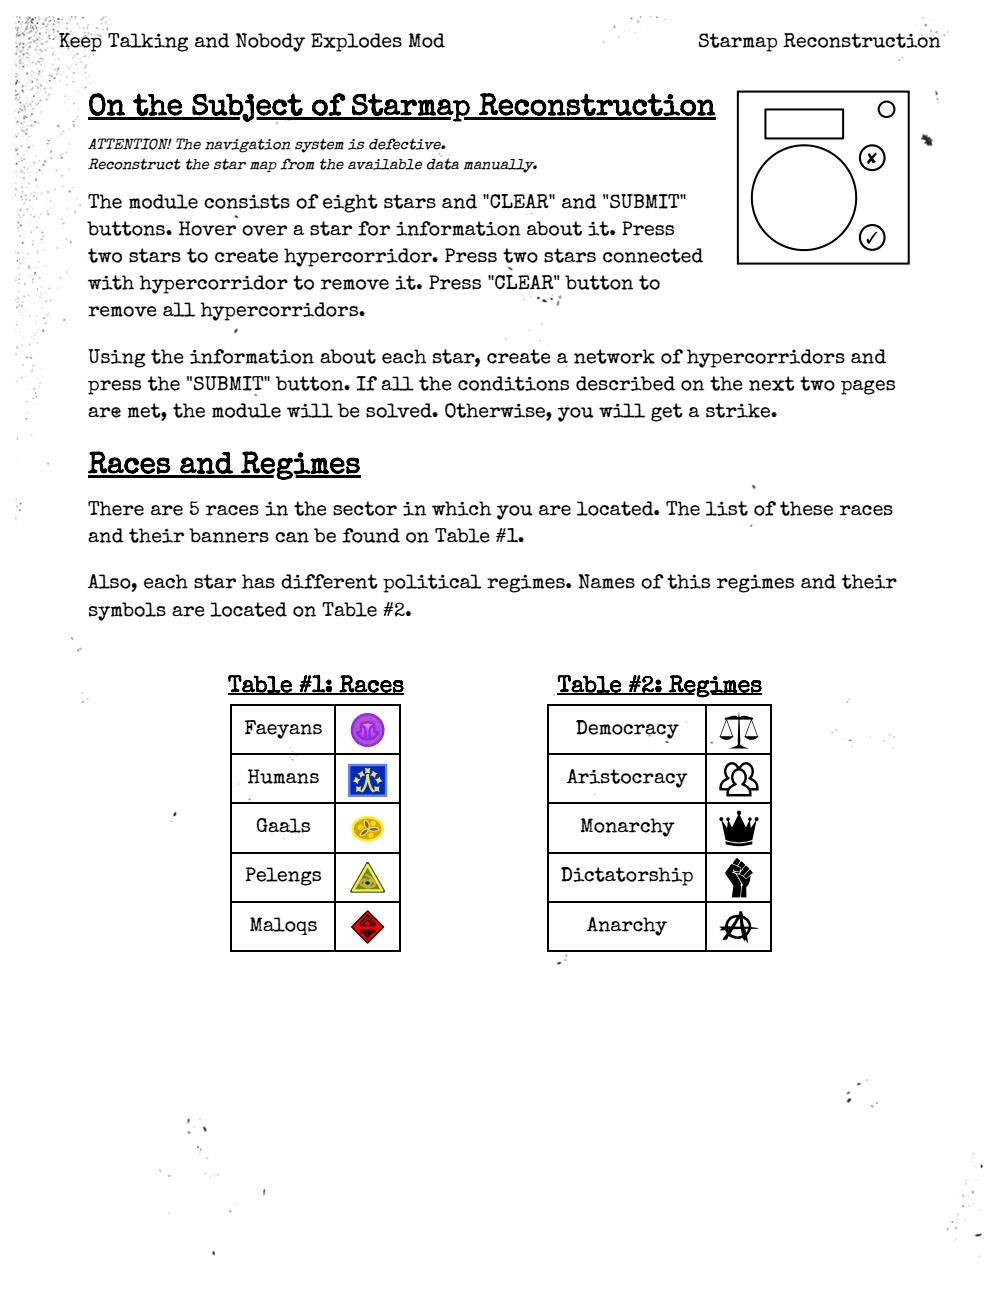 Keep Talking and Nobody Explodes Mod
Starmap Reconstruction
On the Subject of Starmap Reconstruction
ATTENTION! The navigation system is defective.
Reconstruct the star map from the available data manually.
The module consists of eight stars and "CLEAR" and "SUBMIT"
buttons. Hover over a star for information about it. Press
two stars to create hypercorridor. Press two stars connected
with hypercorridor to remove it. Press "CLEAR" button to
remove all hypercorridors.
Using the information about each star, create a network of hypercorridors and
press the "SUBMIT" button. If all the conditions described on the next two pages
are met, the module will be solved. Otherwise, you will get a strike.
Races and Regimes
There are 5 races in the sector in which you are located. The list of these races
and their banners can be found on Table #1.
Also, each star has different political regimes. Names of this regimes and their
symbols are located on Table #2.
Table #1: Races
Faeyans
Humans
Gaals
Pelengs
Maloqs
Table #2: Regimes
Democracy
Aristocracy
Monarchy
Dictatorship
Anarchy